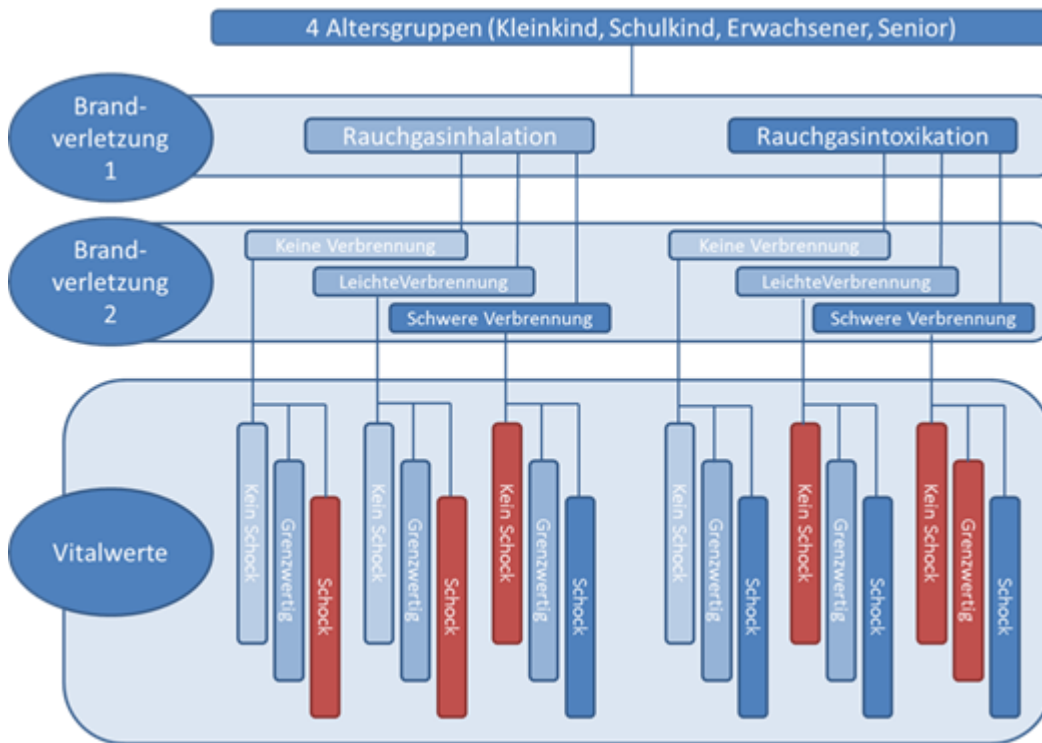 4 Altersgruppen (Kleinkind, Schulkind, Erwachsener, Senior)
Brand-
verletzung
1
Rauchgasinhalation
Rauchgasintoxikation
Brand-
verletzung
2
Keine Verbrennung
LeichteVerbrennung
Schwere Verbrennung
Keine Verbrennung
LeichteVerbrennung
Schwere Verbrennung
Vitalwerte
Kein Schock
Grenzwertig
Schock
Kein Schock
Grenzwertig
Schock
Kein Schock
Grenzwertig
Schock
Kein Schock
Grenzwertig
Schock
Kein Schock
Grenzwertig
Schock
Kein Schock
Grenzwertig
Schock